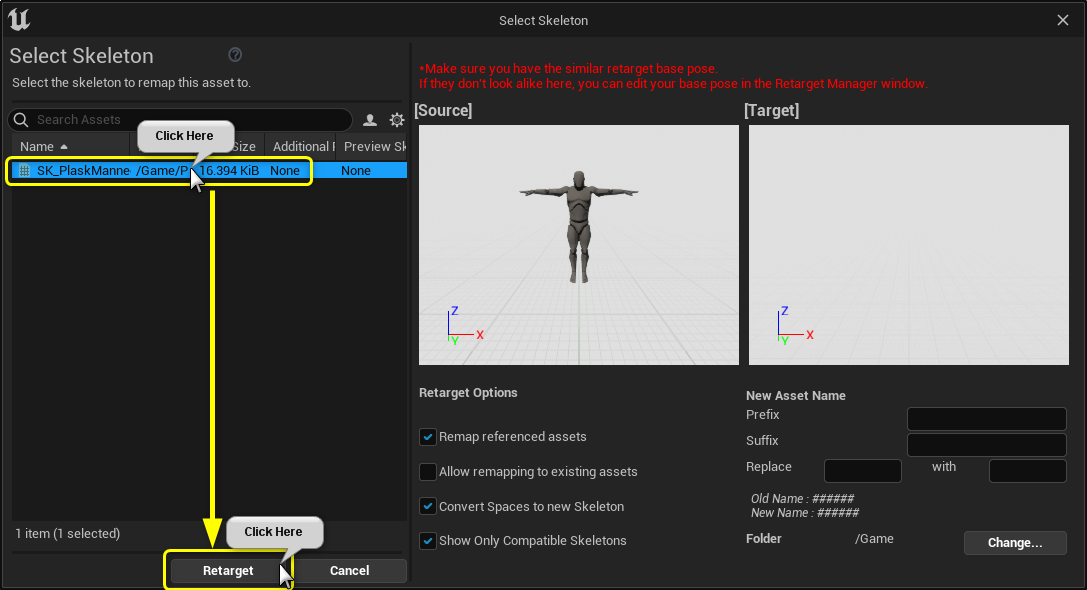 Select Skeleton
Select Skeleton
Select the skeleton to remap this asset to.
Search Assets
Click Here
Name Size Additional Preview Sk
SK_PlaskManne /Game/P 16.394 KiB None None
1 item (1 selected)
Click Here
Retarget Cancel
*Make sure you have the similar retarget base pose.
If they don't look alike here, you can edit your base pose in the Retarget Manager window.
[Source]
Z
X
Y
[Target]
Z
X
Y
Retarget Options
Remap referenced assets
Allow remapping to existing assets
Convert Spaces to new Skeleton
Show Only Compatible Skeletons
New Asset Name
Prefix
Suffix
Replace with
Old Name : ######
New Name : ######
Folder /Game Change...